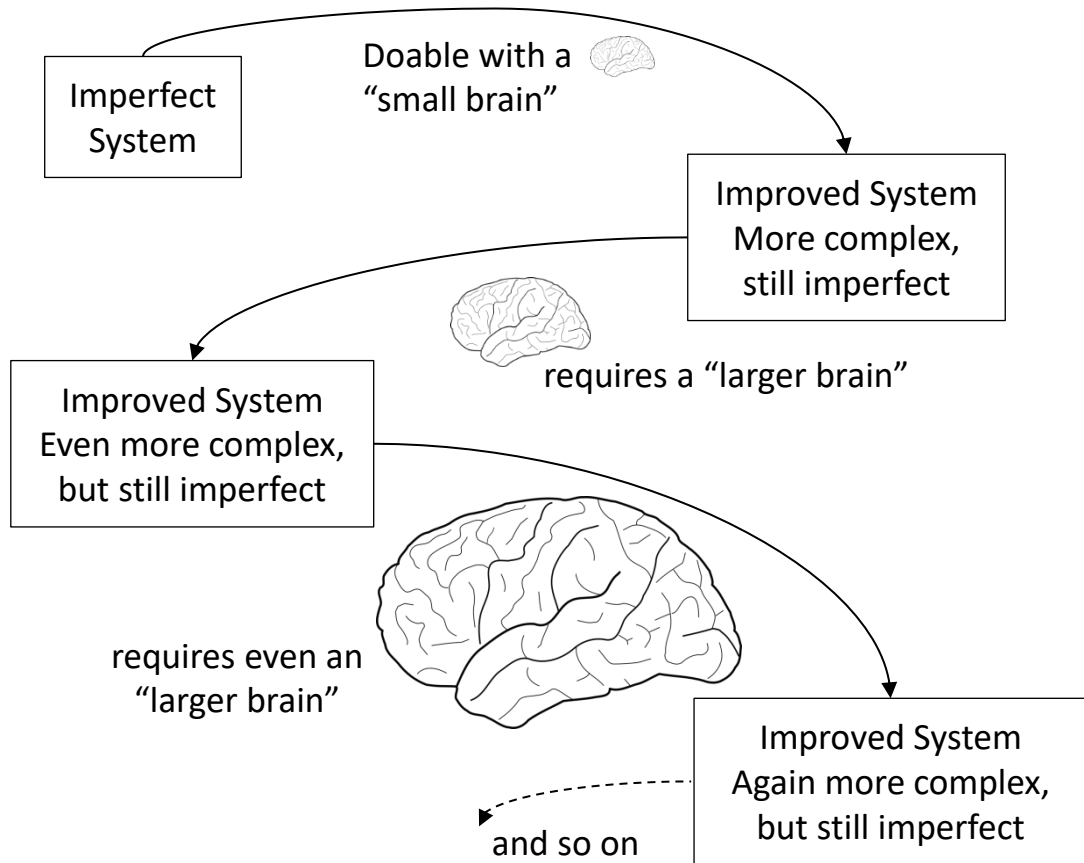 Imperfect
System
Doable with a
“small brain”
Improved System
More complex,
still imperfect
requires a “larger brain”
Improved System
Even more complex,
but still imperfect
requires even an
“larger brain”
Improved System
Again more complex,
but still imperfect
and so on